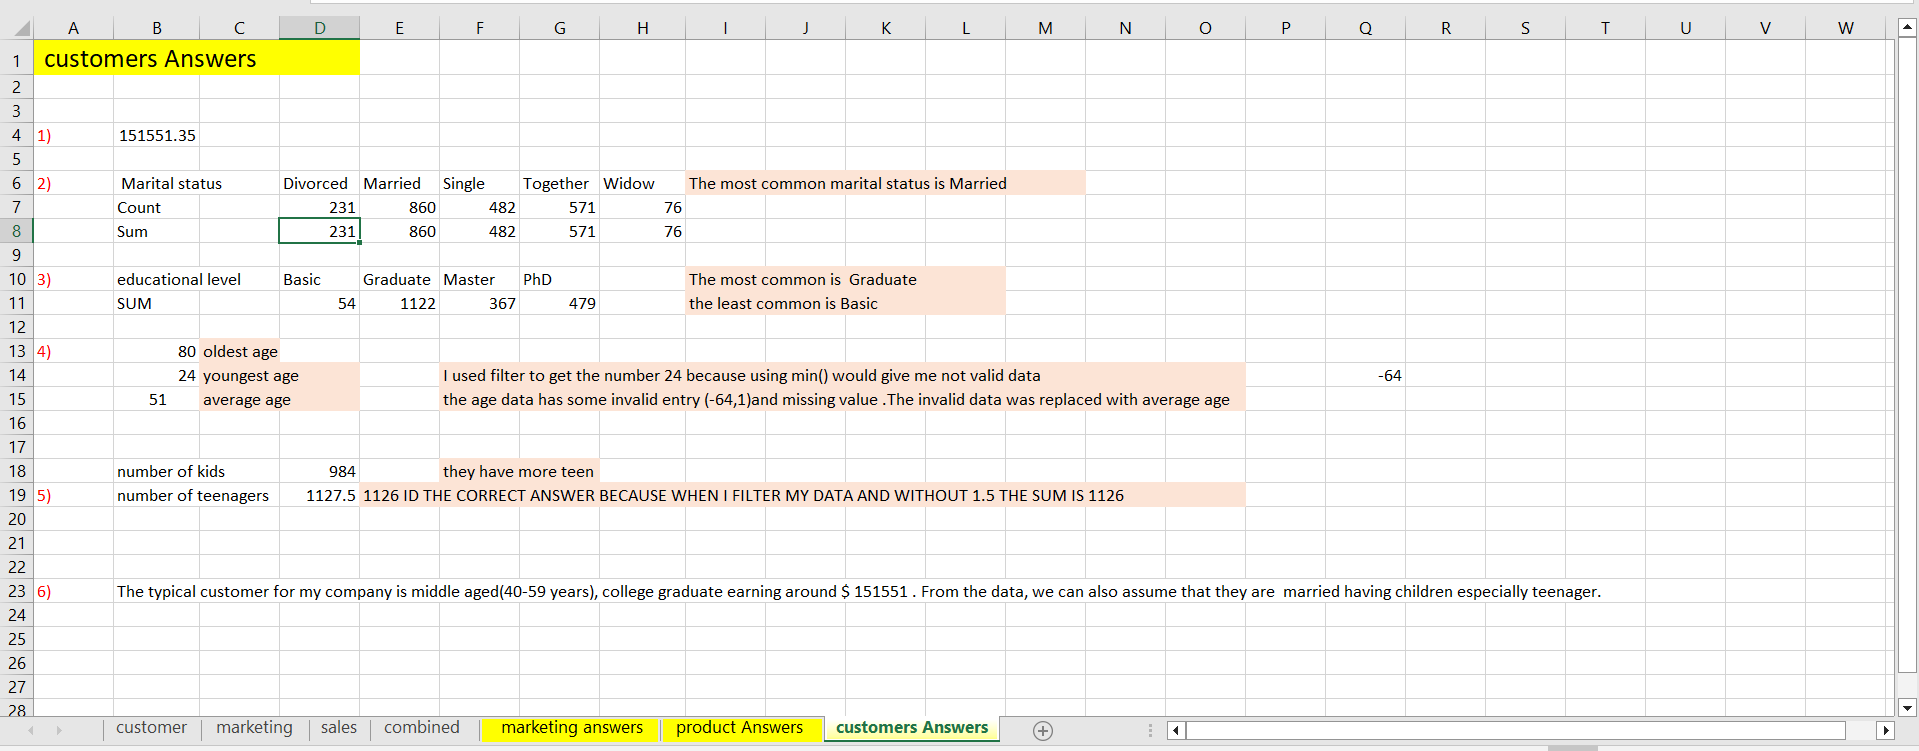 A B C D E F G H I J K L M N O P Q R S T U V W
1 customers Answers
2
3
4 1) 151551.35
5
6 2) Marital status Divorced Married Single Together Widow The most common marital status is Married
7 Count 231 860 482 571 76
8 Sum 231 860 482 571 76
9
10 3) educational level Basic Graduate Master PhD The most common is  Graduate
11 SUM 54 1122 367 479 the least common is Basic
12
13 4) 80 oldest age
14 24 youngest age I used filter to get the number 24 because using min() would give me not valid data -64
15 51 average age the age data has some invalid entry (-64,1)and missing value .The invalid data was replaced with average age
16
17
18 number of kids 984 they have more teen
19 5) number of teenagers 1127.5 1126 ID THE CORRECT ANSWER BECAUSE WHEN I FILTER MY DATA AND WITHOUT 1.5 THE SUM IS 1126
20
21
22
23 6) The typical customer for my company is middle aged(40-59 years), college graduate earning around $ 151551 . From the data, we can also assume that they are  married having children especially teenager.
24
25
26
27
28
customer marketing sales combined marketing answers product Answers customers Answers